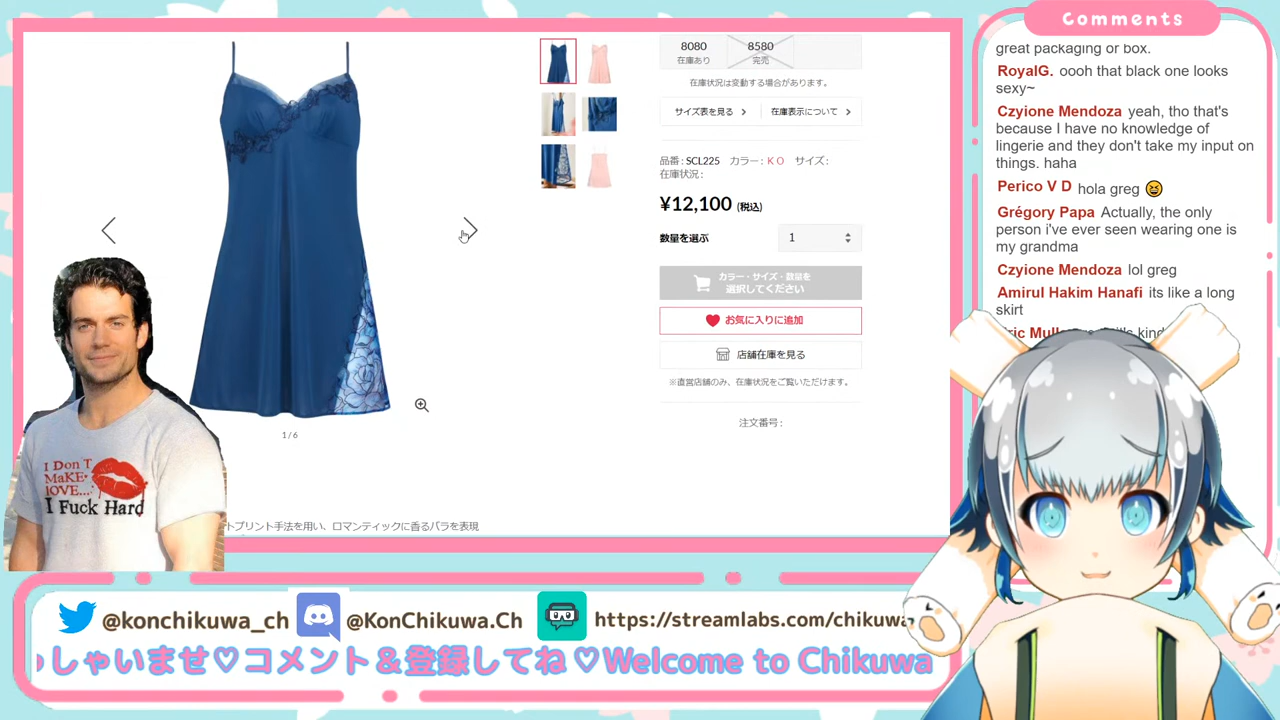 8080
在庫あり
8580
完売
在庫状況は変動する場合があります。
サイズ表を見る
在庫表示について
品番 : SCL225 カラー : K O サイズ :
在庫状況 :
¥12,100 (税込)
数量を選ぶ
1
カラー・サイズ・数量を
選択してください
お気に入りに追加
店舗在庫を見る
※直営店舗のみ、在庫状況をご覧いただけます。
注文番号 :
1 / 6
トプリント手法を用い、ロマンティックに香るバラを表現
I Don'T
MaKE
LOVE...
I Fuck Hard
Comments
great packaging or box.
RoyalG. oooh that black one looks
sexy~
Czyione Mendoza yeah, tho that's
because I have no knowledge of
lingerie and they don't take my input on
things. haha
Perico V D hola greg 😆
Grégory Papa Actually, the only
person i've ever seen wearing one is
my grandma
Czyione Mendoza lol greg
Amirul Hakim Hanafi its like a long
skirt
@konchikuwa_ch
@KonChikuwa.Ch
https://streamlabs.com/chikuwa
しゃいませ♡コメント＆登録してね♡Welcome to Chikuwa